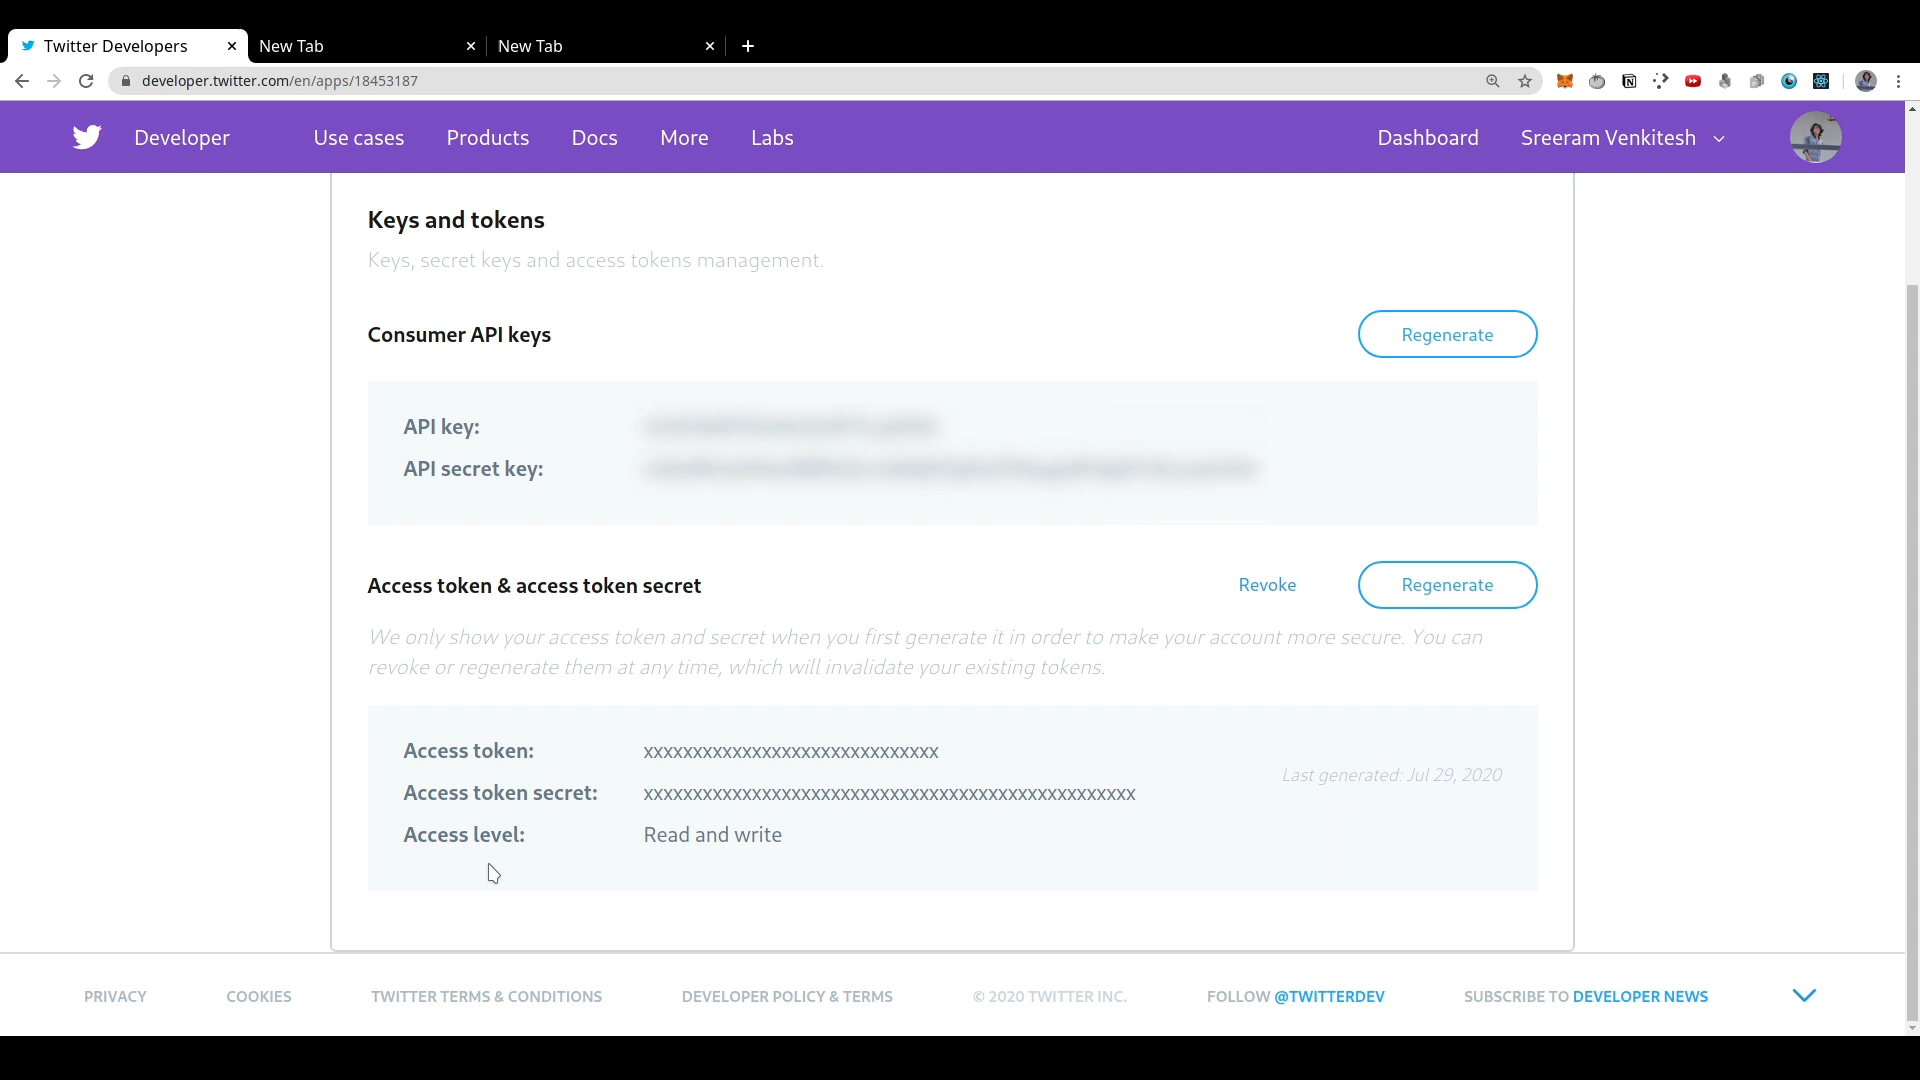 Twitter Developers
New Tab
New Tab
developer.twitter.com/en/apps/18453187
Developer
Use cases
Products
Docs
More
Labs
Dashboard
Sreeram Venkitesh
Keys and tokens
Keys, secret keys and access tokens management.
Consumer API keys
Regenerate
API key:
API secret key:
Access token & access token secret
Revoke
Regenerate
We only show your access token and secret when you first generate it in order to make your account more secure. You can
revoke or regenerate them at any time, which will invalidate your existing tokens.
Access token: xxxxxxxxxxxxxxxxxxxxxxxxxxxxxx
Last generated: Jul 29, 2020
Access token secret: xxxxxxxxxxxxxxxxxxxxxxxxxxxxxxxxxxxxxxxxxxxxxxxxxx
Access level: Read and write
PRIVACY
COOKIES
TWITTER TERMS & CONDITIONS
DEVELOPER POLICY & TERMS
© 2020 TWITTER INC.
FOLLOW @TWITTERDEV
SUBSCRIBE TO DEVELOPER NEWS